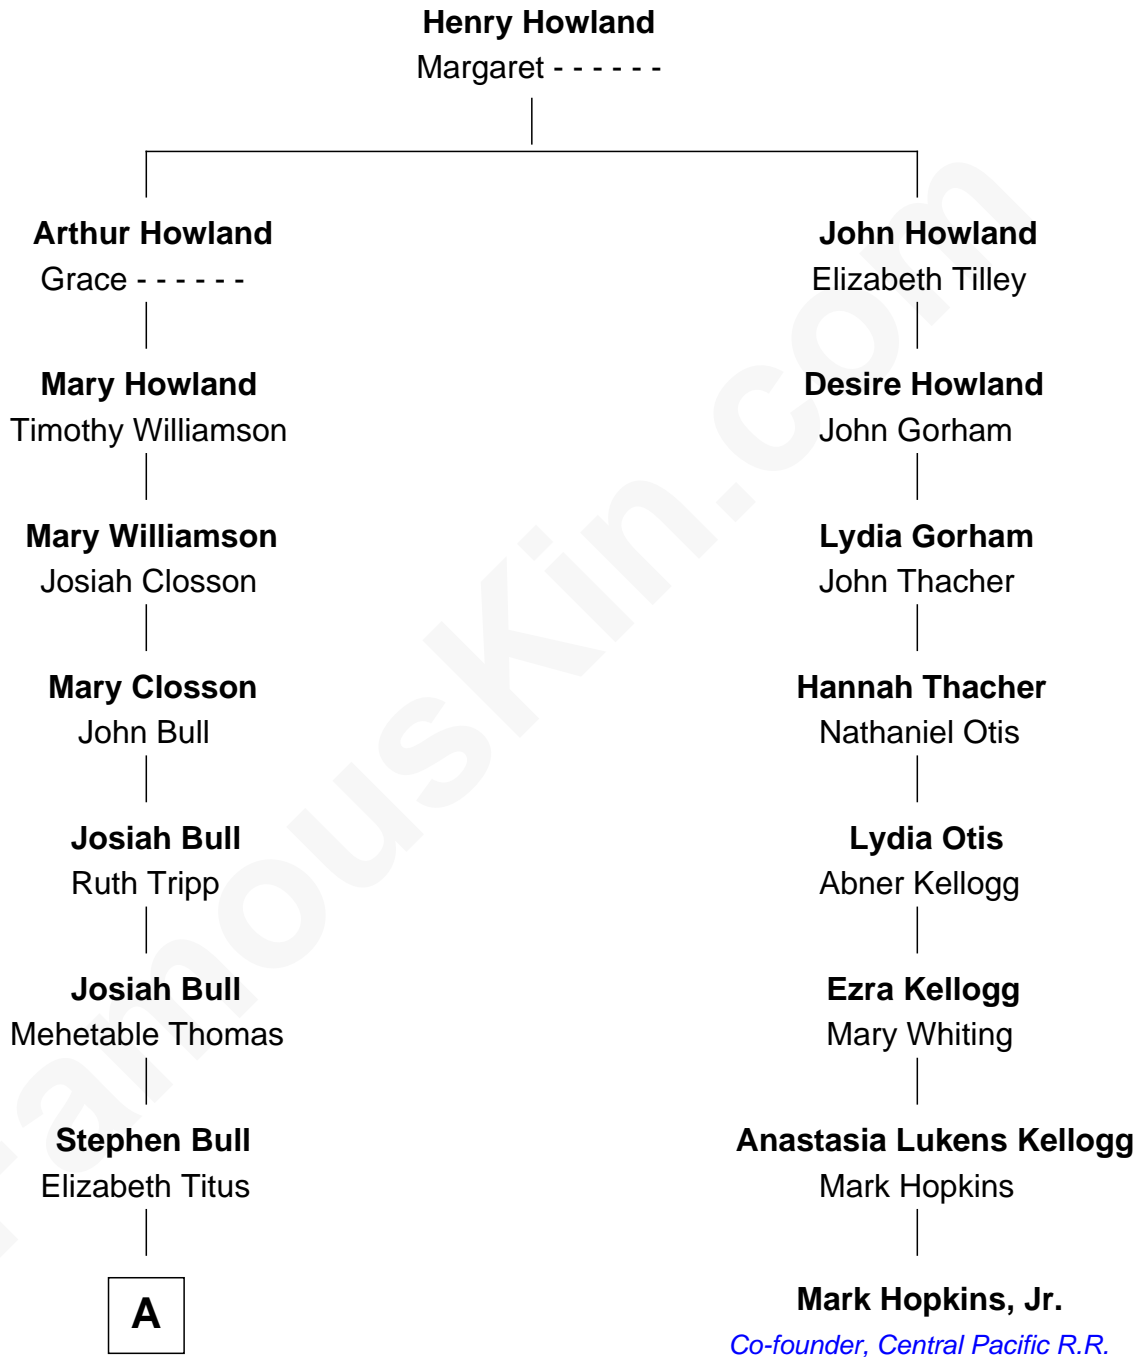 Henry Howland
Margaret - - - - - -
Arthur Howland
Grace - - - - - -
John Howland
Elizabeth Tilley
Mary Howland
Timothy Williamson
Desire Howland
John Gorham
Mary Williamson
Josiah Closson
Lydia Gorham
John Thacher
Mary Closson
John Bull
Hannah Thacher
Nathaniel Otis
Josiah Bull
Ruth Tripp
Lydia Otis
Abner Kellogg
Josiah Bull
Mehetable Thomas
Ezra Kellogg
Mary Whiting
Stephen Bull
Elizabeth Titus
Anastasia Lukens Kellogg
Mark Hopkins
A
Mark Hopkins, Jr.
Co-founder, Central Pacific R.R.
FamousKin.com